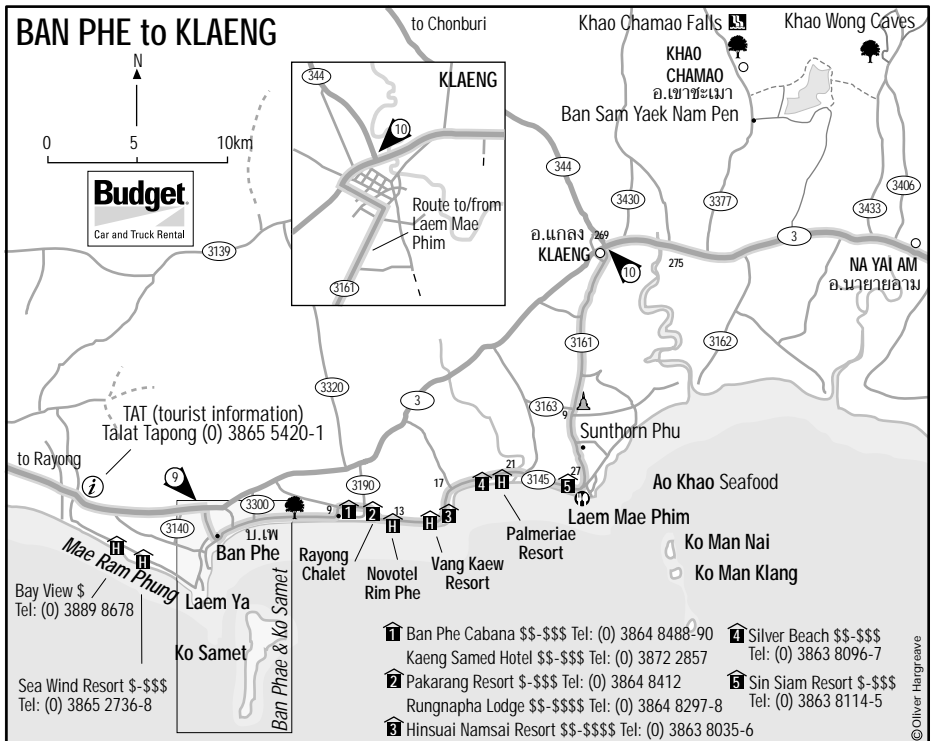 BAN PHE to KLAENG
to Chonburi
Khao Chamao Falls
Khao Wong Caves
N
KLAENG
344
10
Route to/from
Laem Mae
Phim
3161
KHAO
CHAMAO
อ.เขาชะเมา
Ban Sam Yaek Nam Pen
0 5 10km
Budget
Car and Truck Rental
344
3430
3377
3433
3406
3139
อ.แกลง
KLAENG
269
10
275
3
NA YAI AM
อ.นายายอาม
3161
3162
3320
3
3163
9
Sunthorn Phu
TAT (tourist information)
Talat Tapong (0) 3865 5420-1
to Rayong
i
9
3140
3300
บ.เพ
Ban Phe
9
1
3190
2
13
H
H
3
17
4
H
21
3145
5
27
Ao Khao Seafood
Laem Mae Phim
Palmeriae
Resort
Rayong
Chalet
Novotel
Rim Phe
Vang Kaew
Resort
Ko Man Nai
Ko Man Klang
H
H
Mae Ram Phung
Bay View $
Tel: (0) 3889 8678
Laem Ya
Ko Samet
Ban Phae & Ko Samet
Sea Wind Resort $-$$$
Tel: (0) 3865 2736-8
1 Ban Phe Cabana $$-$$$ Tel: (0) 3864 8488-90
Kaeng Samed Hotel $$-$$$ Tel: (0) 3872 2857
2 Pakarang Resort $-$$$ Tel: (0) 3864 8412
Rungnapha Lodge $$-$$$$ Tel: (0) 3864 8297-8
3 Hinsuai Namsai Resort $$-$$$$ Tel: (0) 3863 8035-6
4 Silver Beach $$-$$$
Tel: (0) 3863 8096-7
5 Sin Siam Resort $-$$$
Tel: (0) 3863 8114-5
© Oliver Hargreave